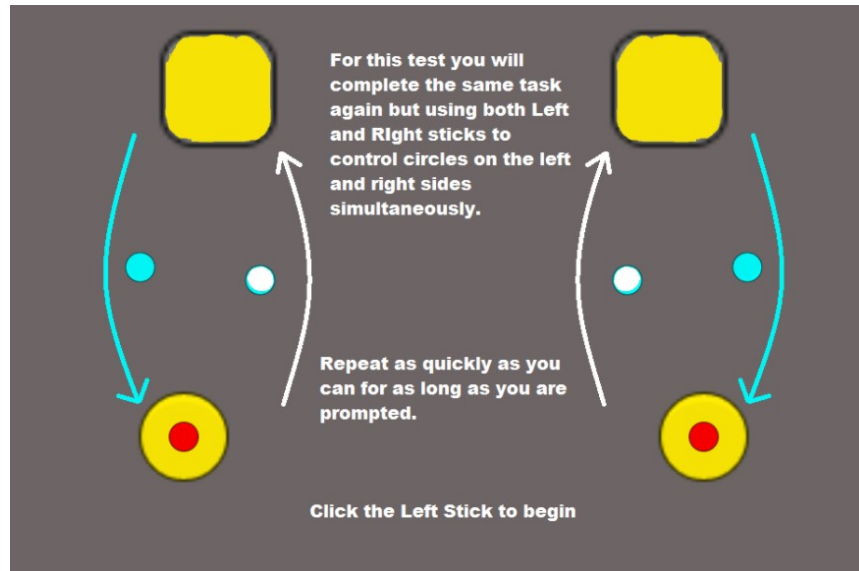 For this test you will
complete the same task
again but using both Left
and RIght sticks to
control circles on the left
and right sides
simultaneously.
Repeat as quickly as you
can for as long as you are
prompted.
Click the Left Stick to begin